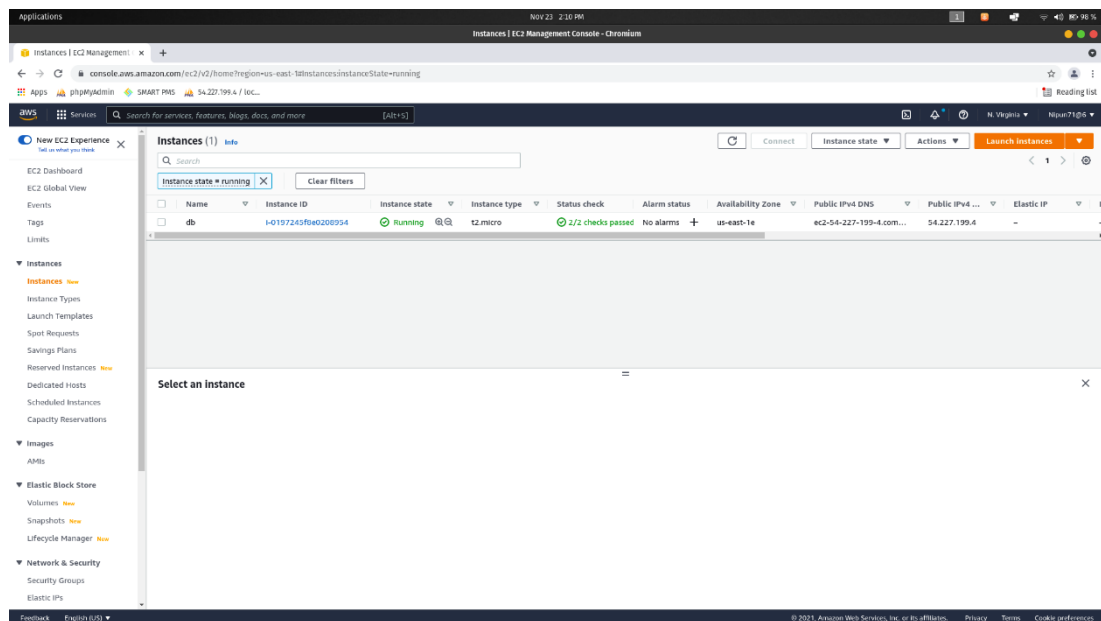 Applications
Nov 23 2:10 PM
1
98 %
Instances | EC2 Management Console - Chromium
Instances | EC2 Management
console.aws.amazon.com/ec2/v2/home?region=us-east-1#Instances:instanceState=running
Apps phpMyAdmin SMART PMS 54.227.199.4 / loc... Reading list
aws Services Search for services, features, blogs, docs, and more [Alt+S] N. Virginia Nipun71@6
New EC2 Experience
Tell us what you think
EC2 Dashboard
EC2 Global View
Events
Tags
Limits
Instances
Instances New
Instance Types
Launch Templates
Spot Requests
Savings Plans
Reserved Instances New
Dedicated Hosts
Scheduled Instances
Capacity Reservations
Images
AMIs
Elastic Block Store
Volumes New
Snapshots New
Lifecycle Manager New
Network & Security
Security Groups
Elastic IPs
Instances (1) Info Connect Instance state Actions Launch instances
Search
1
Instance state = running Clear filters
Name Instance ID Instance state Instance type Status check Alarm status Availability Zone Public IPv4 DNS Public IPv4 ... Elastic IP
db i-0197245f6e0208954 Running t2.micro 2/2 checks passed No alarms + us-east-1e ec2-54-227-199-4.com... 54.227.199.4 –
Select an instance
Feedback English (US) © 2021, Amazon Web Services, Inc. or its affiliates. Privacy Terms Cookie preferences